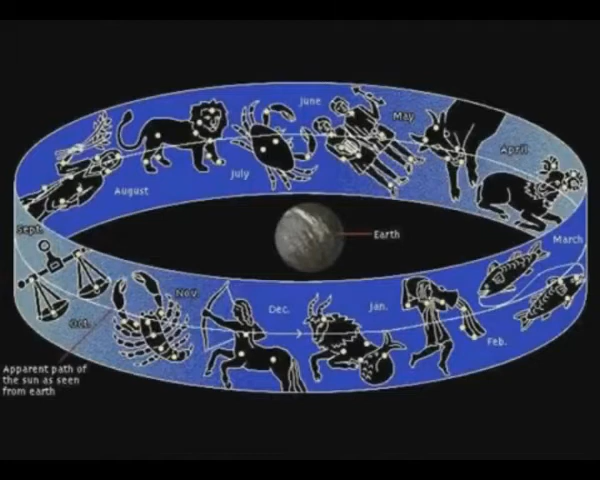 June
May
April
July
August
Sept.
Earth
March
Nov.
Dec.
Jan.
Oct.
Feb.
Apparent path of
the sun as seen
from earth